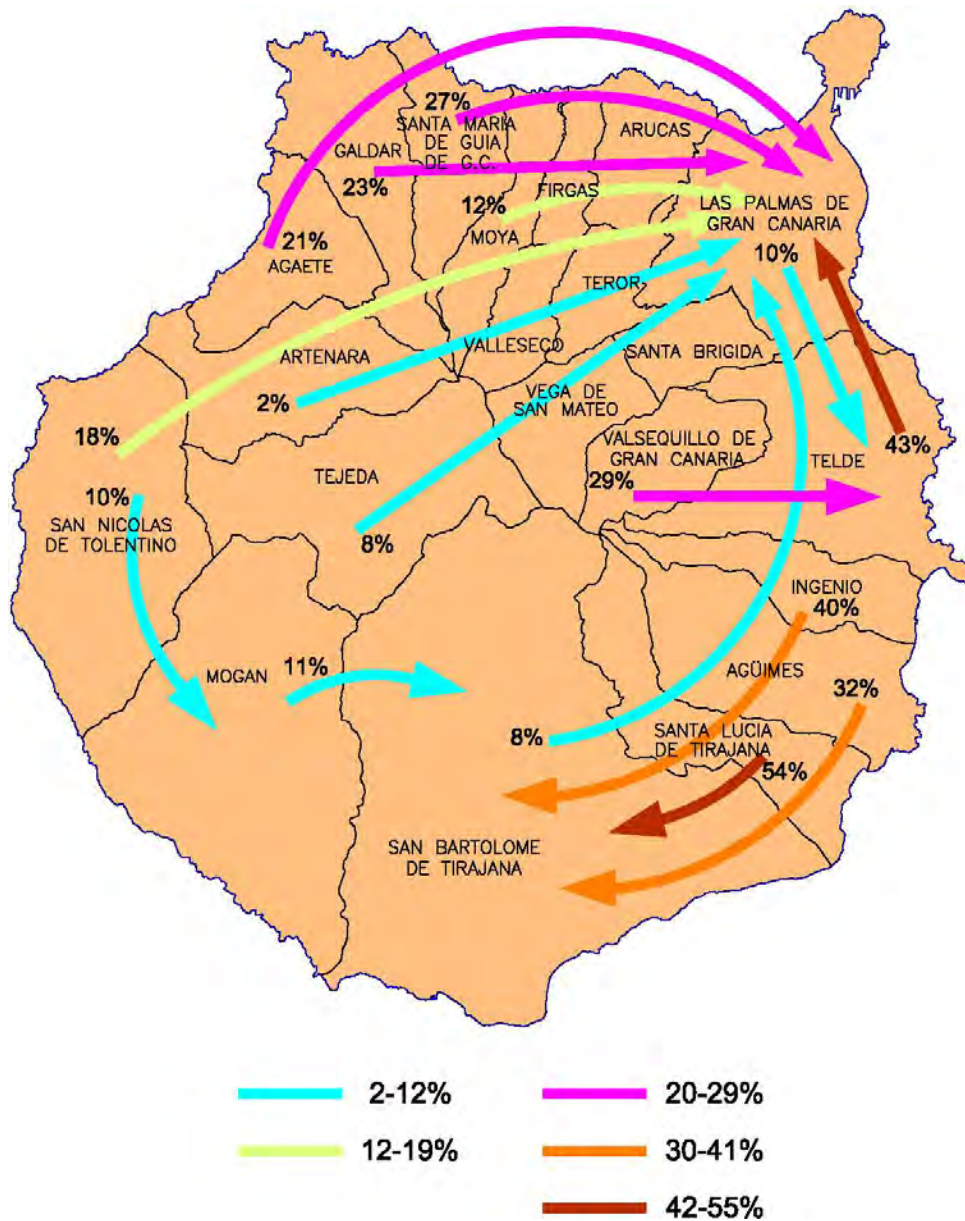 27%
SANTA MARIA
DE GUIA
DE G.C.
ARUCAS
GALDAR
23%
FIRGAS
12%
MOYA
LAS PALMAS DE
GRAN CANARIA
10%
21%
AGAETE
TEROR
ARTENARA
VALLESECO
SANTA BRIGIDA
2%
VEGA DE
SAN MATEO
18%
VALSEQUILLO DE
GRAN CANARIA
29%
TELDE
43%
TEJEDA
10%
SAN NICOLAS
DE TOLENTINO
8%
INGENIO
40%
MOGAN
11%
AGÜIMES
32%
8%
SANTA LUCIA
DE TIRAJANA
54%
SAN BARTOLOME
DE TIRAJANA
2-12%
20-29%
12-19%
30-41%
42-55%